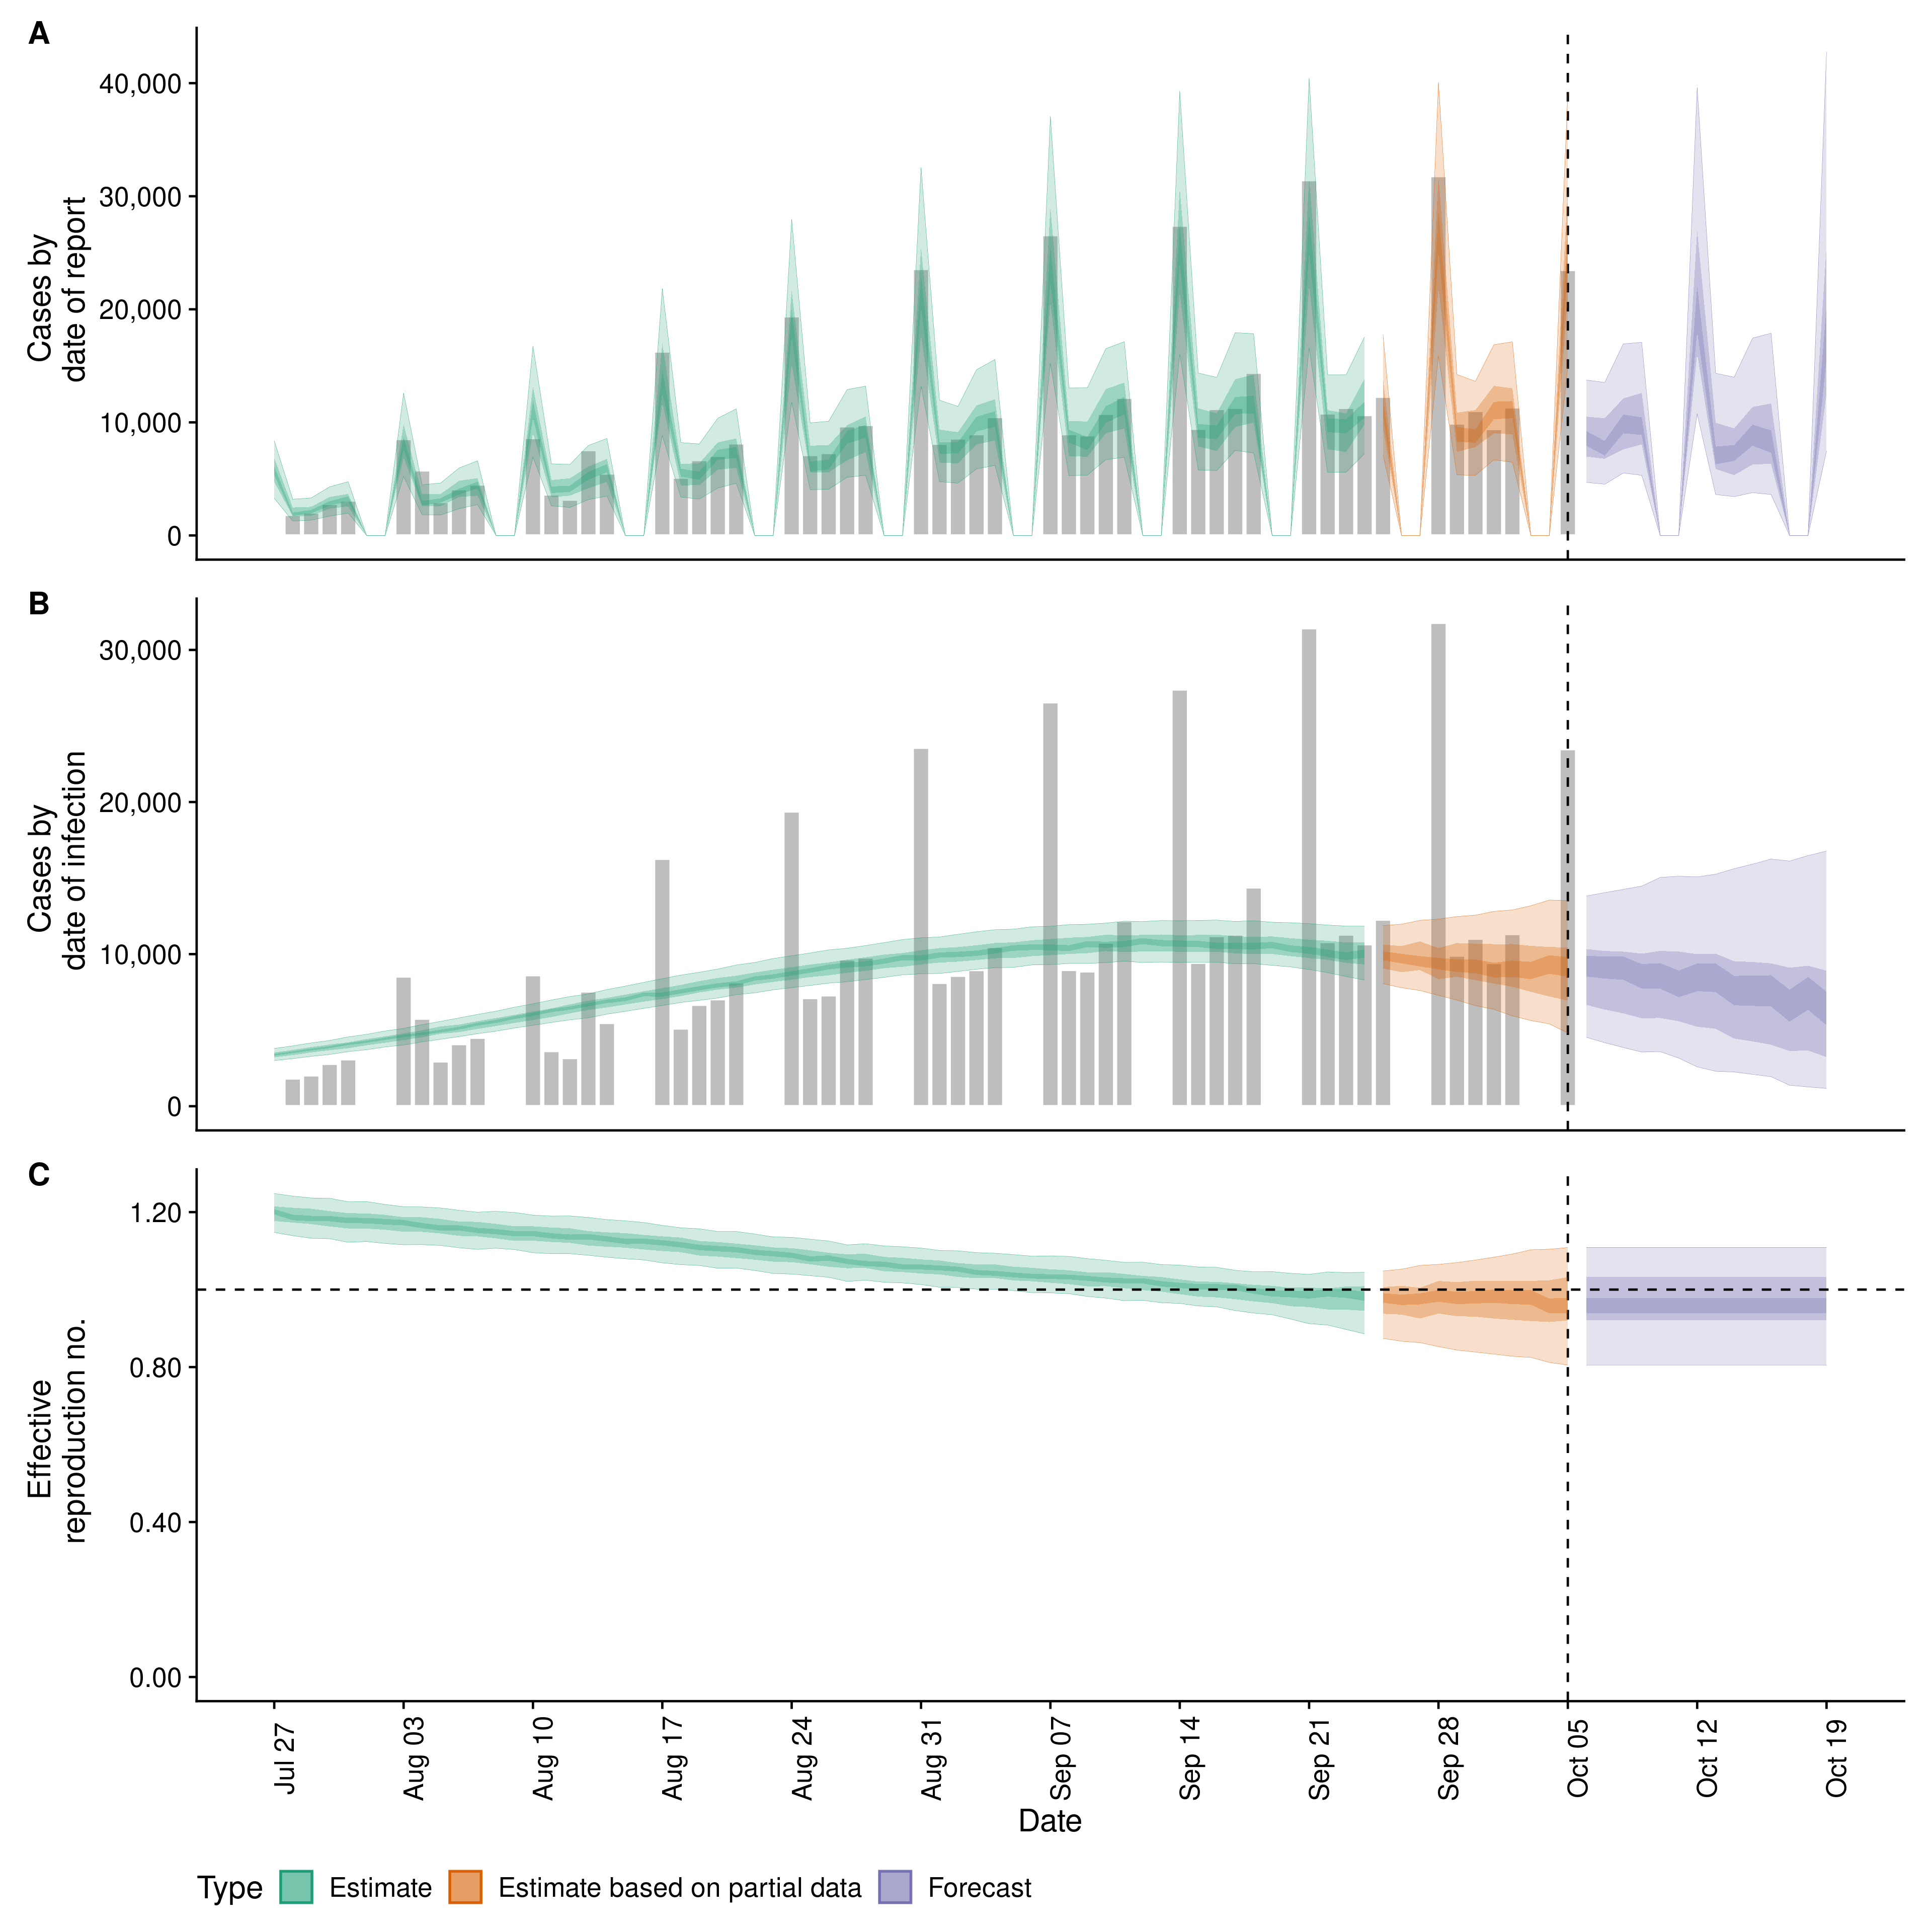 A
Cases by
date of report
40,000
30,000
20,000
10,000
0
B
Cases by
date of infection
30,000
20,000
10,000
0
C
Effective
reproduction no.
1.20
0.80
0.40
0.00
Jul 27
Aug 03
Aug 10
Aug 17
Aug 24
Aug 31
Sep 07
Sep 14
Sep 21
Sep 28
Oct 05
Oct 12
Oct 19
Date
Type Estimate Estimate based on partial data Forecast